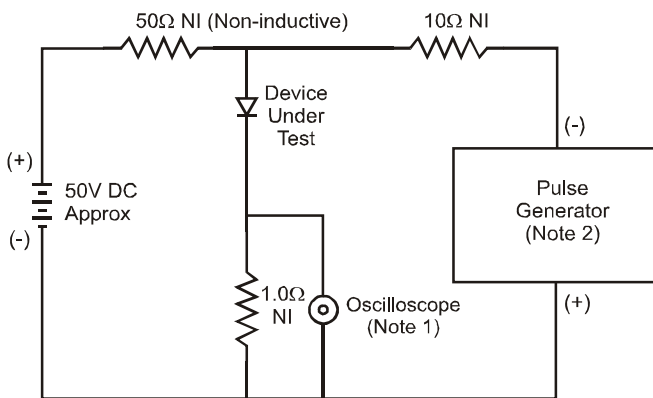 50Ω NI (Non-inductive)
10Ω NI
Device
Under
Test
(-)
(+)
50V DC
Approx
(-)
Pulse
Generator
(Note 2)
1.0Ω
NI
Oscilloscope
(Note 1)
(+)